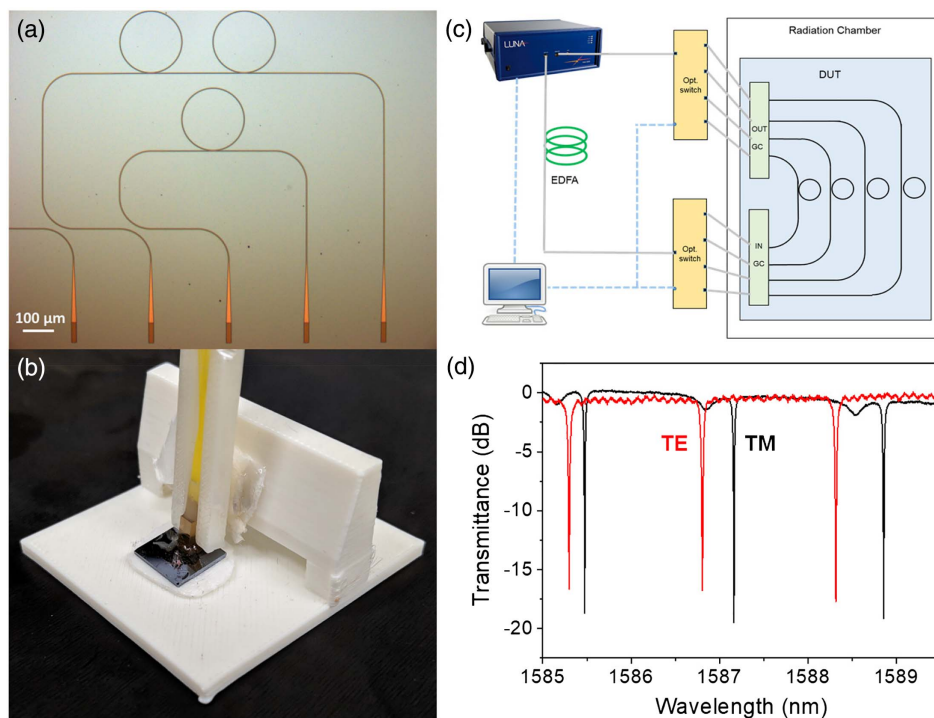 (a)
100 μm
(b)
(c)
LUNA
EDFA
Opt.
switch
Opt.
switch
Radiation Chamber
DUT
OUT
GC
IN
GC
(d)
Transmittance (dB)
0
-5
-10
-15
-20
TE
TM
1585
1586
1587
1588
1589
Wavelength (nm)